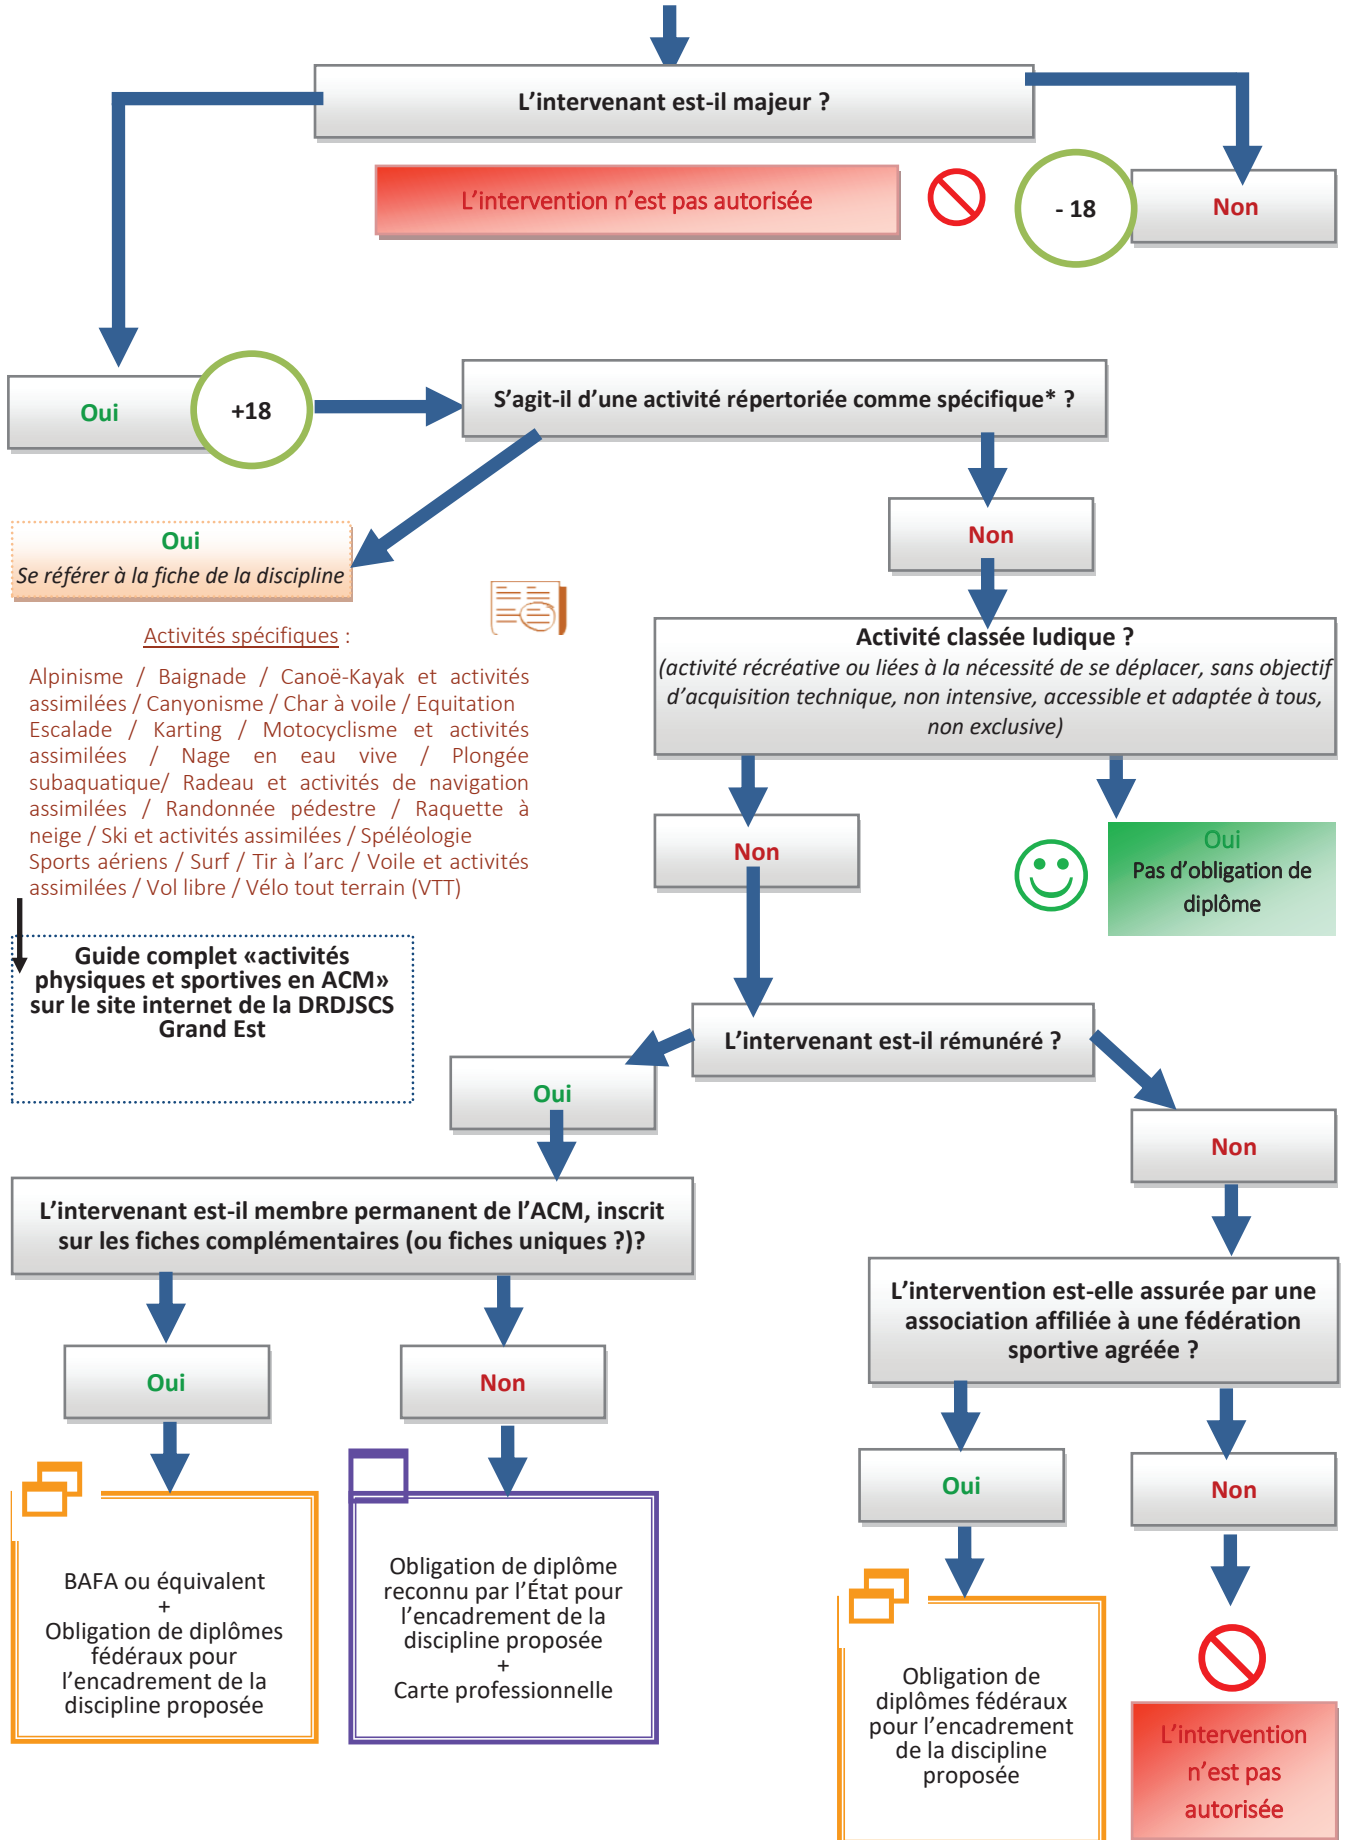 L'intervenant est-il majeur ?
L'intervention n'est pas autorisée
- 18
Non
Oui
+18
S'agit-il d'une activité répertoriée comme spécifique* ?
Oui
Se référer à la fiche de la discipline
Non
Activités spécifiques :
Alpinisme / Baignade / Canoë-Kayak et activités
assimilées / Canyonisme / Char à voile / Equitation
Escalade / Karting / Motocyclisme et activités
assimilées / Nage en eau vive / Plongée
subaquatique/ Radeau et activités de navigation
assimilées / Randonnée pédestre / Raquette à
neige / Ski et activités assimilées / Spéléologie
Sports aériens / Surf / Tir à l'arc / Voile et activités
assimilées / Vol libre / Vélo tout terrain (VTT)
Activité classée ludique ?
(activité récréative ou liées à la nécessité de se déplacer, sans objectif
d'acquisition technique, non intensive, accessible et adaptée à tous,
non exclusive)
Non
Oui
Pas d'obligation de
diplôme
Guide complet «activités
physiques et sportives en ACM»
sur le site internet de la DRDJSCS
Grand Est
L'intervenant est-il rémunéré ?
Oui
Non
L'intervenant est-il membre permanent de l'ACM, inscrit
sur les fiches complémentaires (ou fiches uniques ?)?
L'intervention est-elle assurée par une
association affiliée à une fédération
sportive agréée ?
Oui
Non
Oui
Non
BAFA ou équivalent
+
Obligation de diplômes
fédéraux pour
l'encadrement de la
discipline proposée
Obligation de diplôme
reconnu par l'État pour
l'encadrement de la
discipline proposée
+
Carte professionnelle
Obligation de
diplômes fédéraux
pour l'encadrement
de la discipline
proposée
L'intervention
n'est pas
autorisée